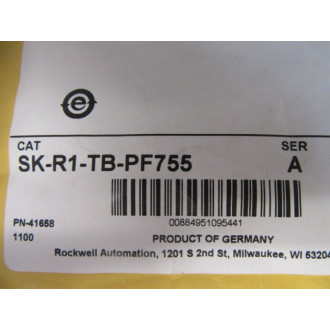 CAT SER
SK-R1-TB-PF755 A
00884951095441
PN-41658
1100 PRODUCT OF GERMANY
Rockwell Automation, 1201 S 2nd St, Milwaukee, WI 53204